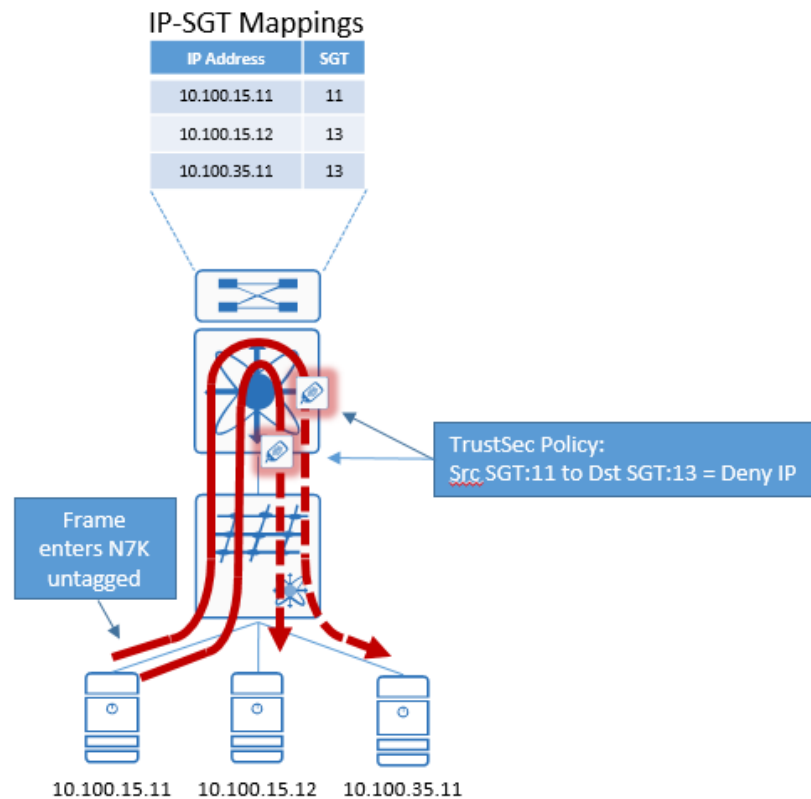 IP-SGT Mappings
IP Address SGT
10.100.15.11 11
10.100.15.12 13
10.100.35.11 13
TrustSec Policy:
Src SGT:11 to Dst SGT:13 = Deny IP
Frame
enters N7K
untagged
10.100.15.11 10.100.15.12 10.100.35.11